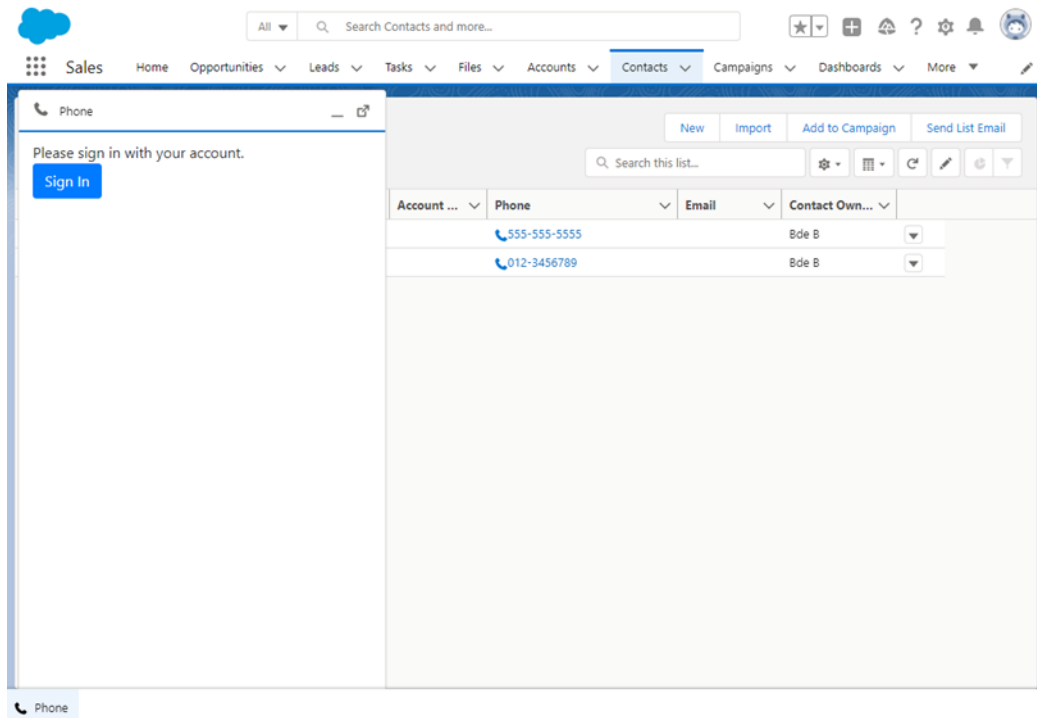 All Search Contacts and more...
Sales Home Opportunities Leads Tasks Files Accounts Contacts Campaigns Dashboards More
Phone
New Import Add to Campaign Send List Email
Please sign in with your account.
Search this list...
Sign In
Account ... Phone Email Contact Own...
555-555-5555 Bde B
012-3456789 Bde B
Phone